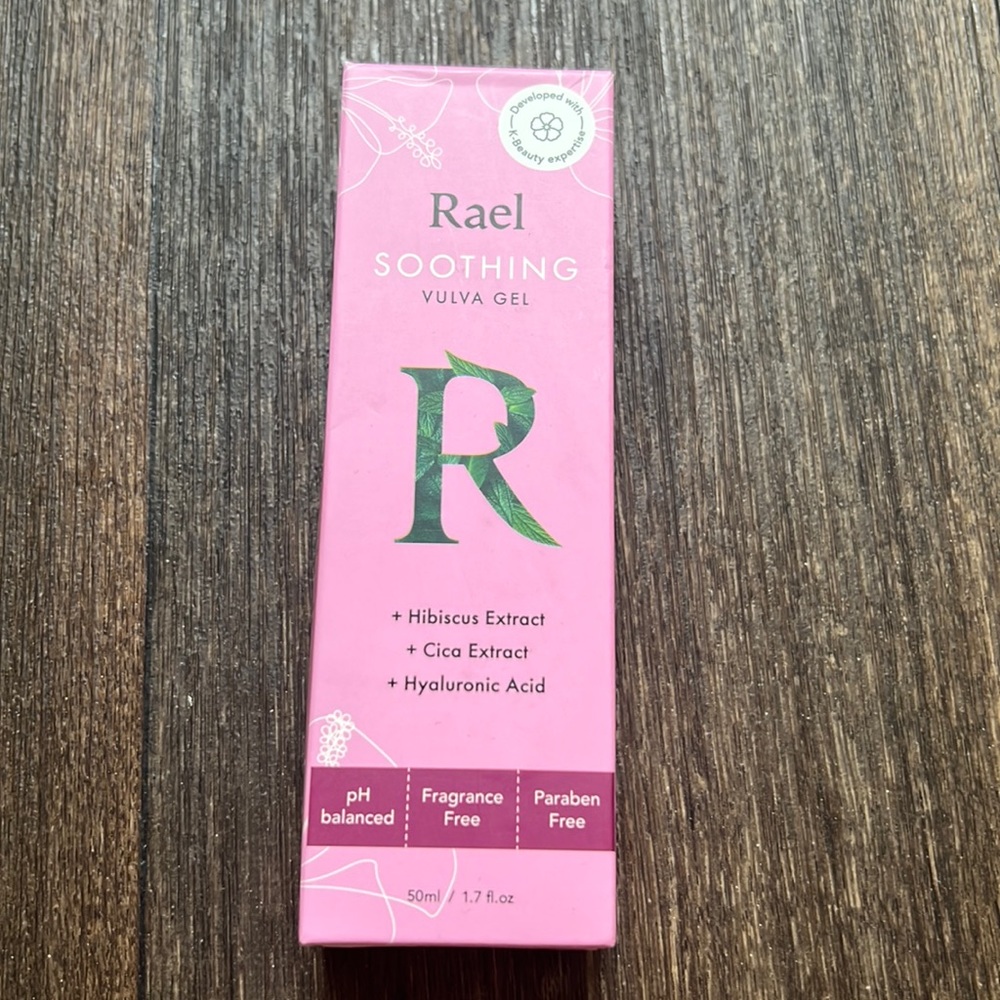 Developed with
K-Beauty expertise
Rael
SOOTHING
VULVA GEL
R
+ Hibiscus Extract
+ Cica Extract
+ Hyaluronic Acid
pH
balanced
Fragrance
Free
Paraben
Free
50ml / 1.7 fl.oz